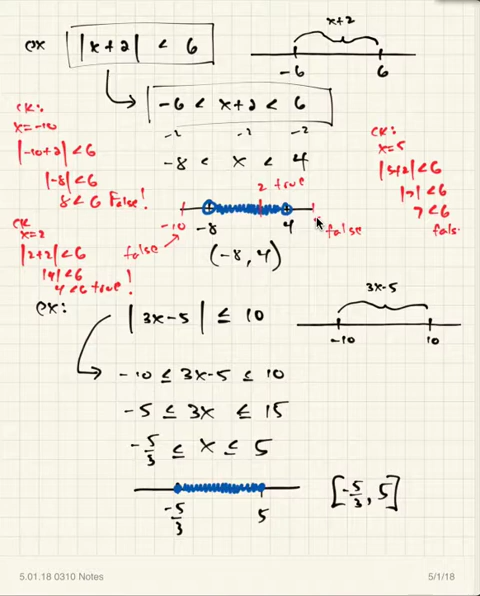 ex |x+2| < 6
x+2
-6 6
-6 < x+2 < 6
-2 -2 -2
-8 < x < 4
ck:
x=-10
|-10+2| < 6
|-8| < 6
8 < 6 False!
ck:
x=5
|5+2| < 6
|7| < 6
7 < 6
fals
2 true
-10 -8 4
false
false
(-8, 4)
ck
x=2
|2+2| < 6
|4| < 6
4 < 6 true!
ex:
|3x-5| ≤ 10
3x-5
-10 10
-10 ≤ 3x-5 ≤ 10
-5 ≤ 3x ≤ 15
-5/3 ≤ x ≤ 5
-5/3 5
[-5/3, 5]
5.01.18 0310 Notes 5/1/18